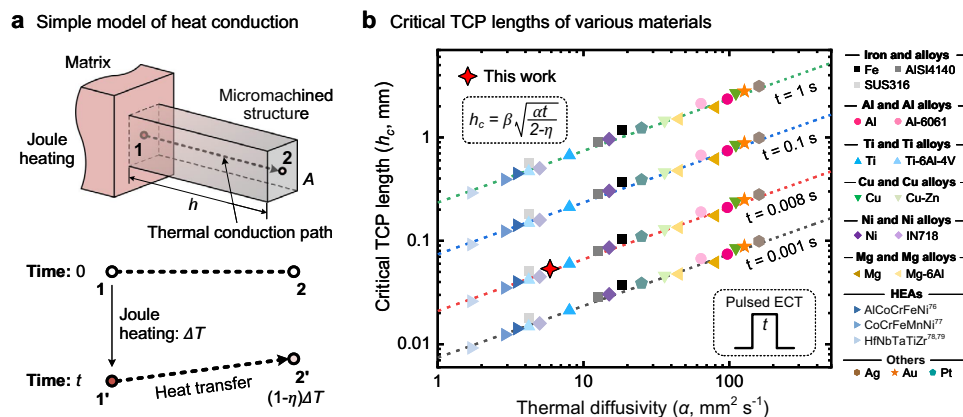 a Simple model of heat conduction
Matrix
Micromachined
structure
Joule
heating
1
2
A
h
Thermal conduction path
Time: 0
1
2
Joule
heating: ΔT
Time: t
1'
Heat transfer
2'
(1-η)ΔT
b Critical TCP lengths of various materials
Critical TCP length (h꜀, mm)
1
0.1
0.01
This work
h꜀ = β√(αt/(2-η))
t = 1 s
t = 0.1 s
t = 0.008 s
t = 0.001 s
Pulsed ECT
t
1 10 100
Thermal diffusivity (α, mm² s⁻¹)
Iron and alloys
Fe AISI4140
SUS316
Al and Al alloys
Al Al-6061
Ti and Ti alloys
Ti Ti-6Al-4V
Cu and Cu alloys
Cu Cu-Zn
Ni and Ni alloys
Ni IN718
Mg and Mg alloys
Mg Mg-6Al
HEAs
AlCoCrFeNi⁷⁶
CoCrFeMnNi⁷⁷
HfNbTaTiZr⁷⁸,⁷⁹
Others
Ag Au Pt